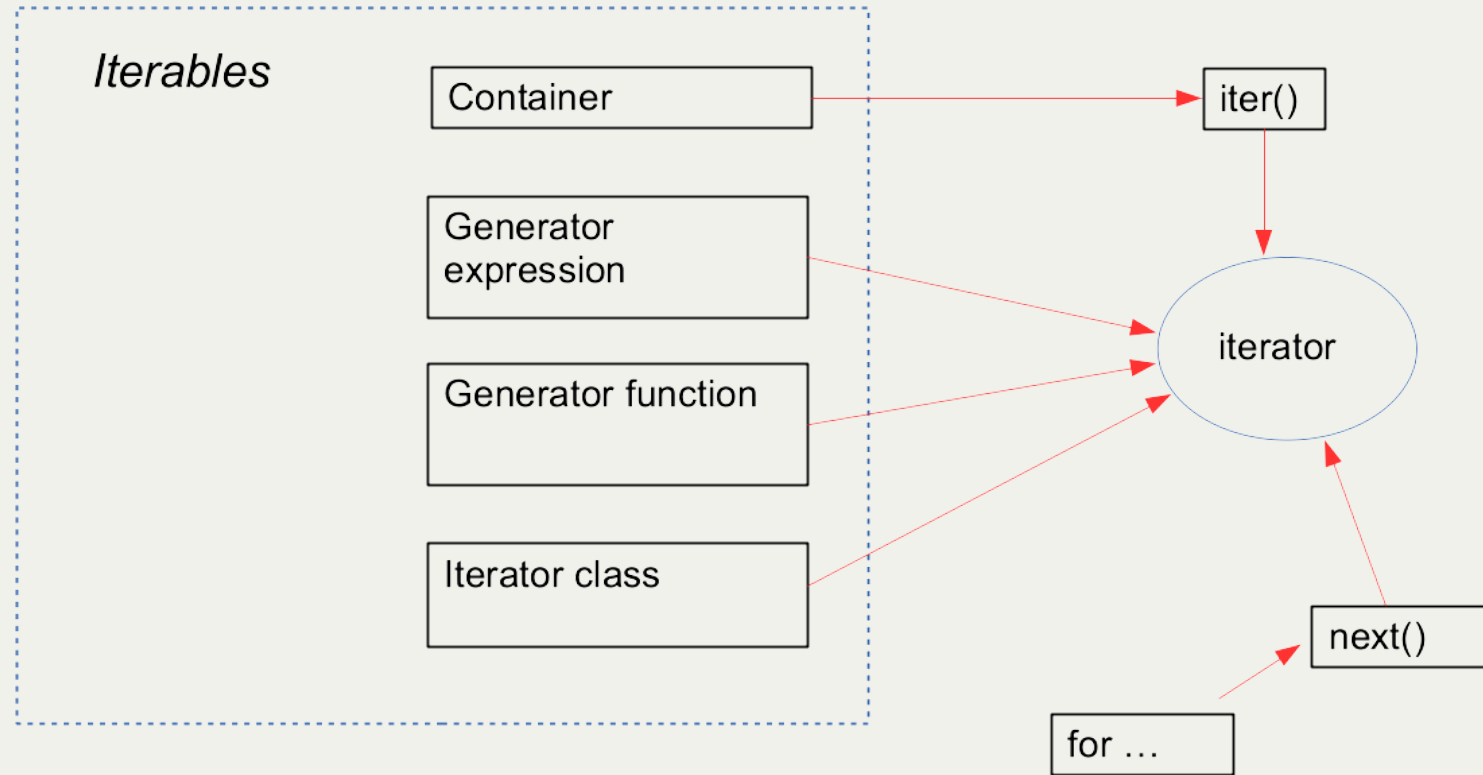 Iterables
Container
iter()
Generator
expression
iterator
Generator function
Iterator class
next()
for ...